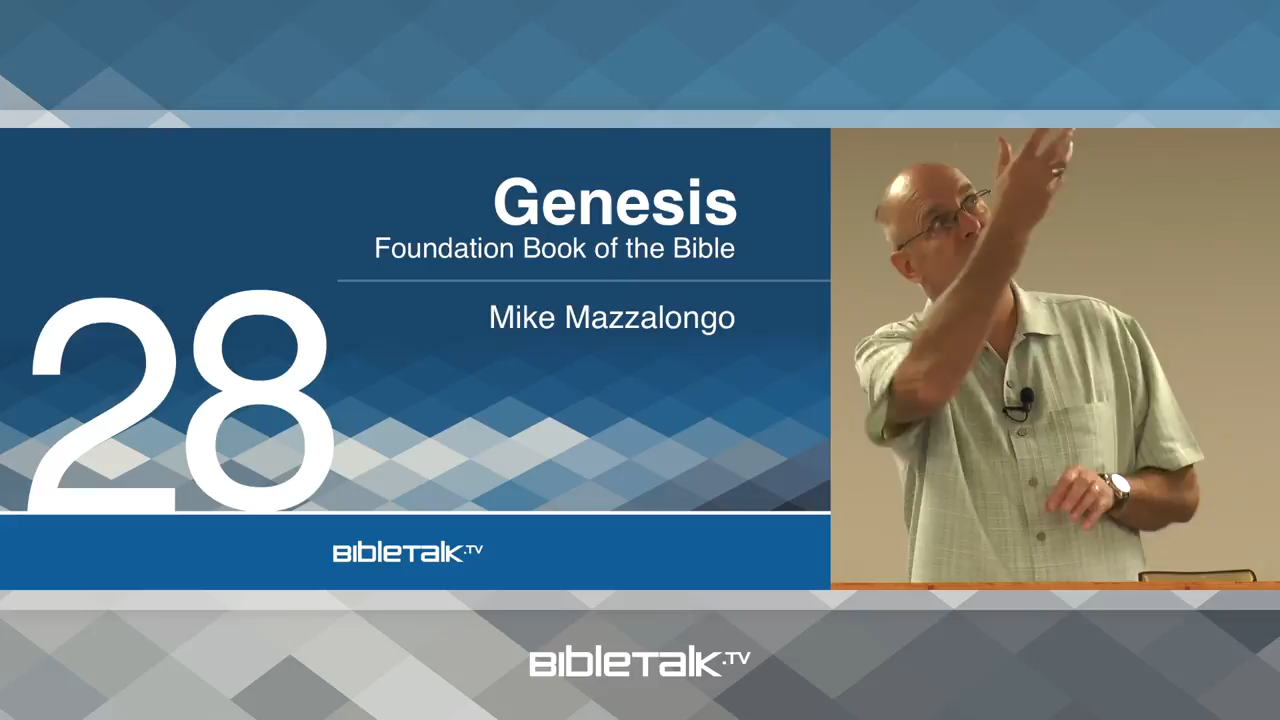 Genesis
Foundation Book of the Bible
Mike Mazzalongo
28
BIBLETALK.TV
BIBLETALK.TV